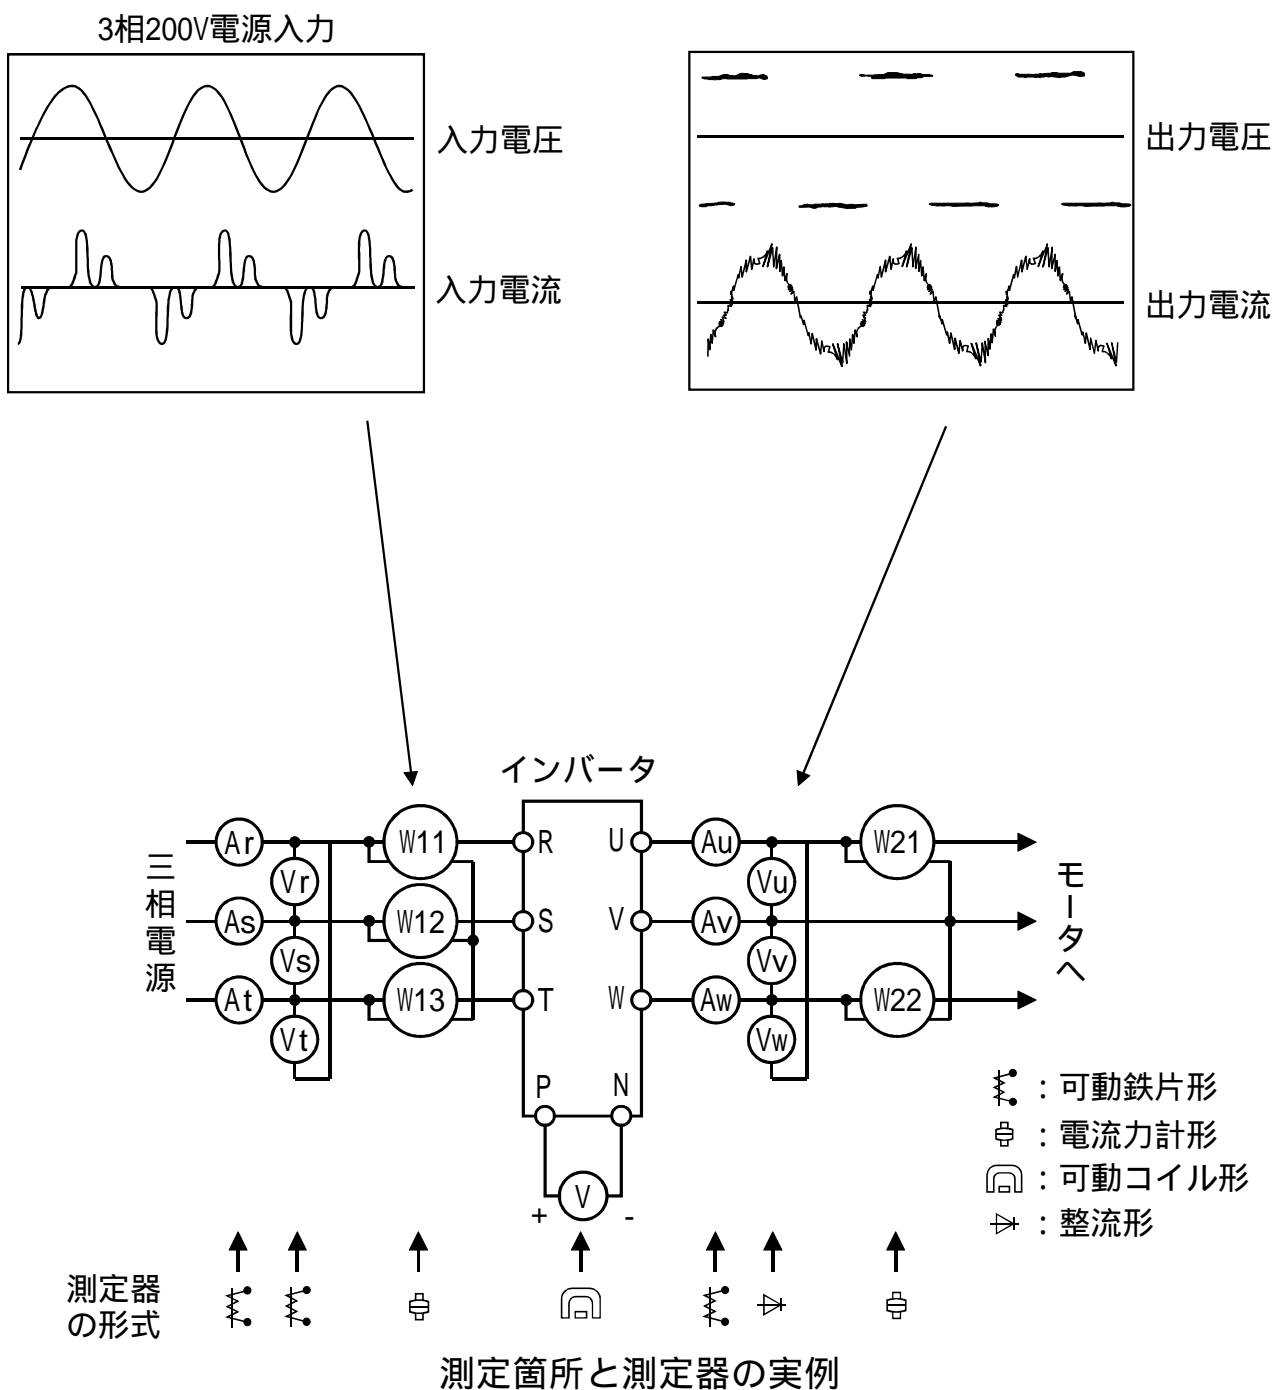 3相200V電源入力
入力電圧
入力電流
出力電圧
出力電流
インバータ
三相電源
Ar
Vr
As
Vs
At
Vt
W11
W12
W13
R
S
T
U
V
W
P
N
V
+
-
Au
Vu
Av
Vv
Aw
Vw
W21
W22
モータへ
：可動鉄片形
：電流力計形
：可動コイル形
：整流形
測定器
の形式
測定箇所と測定器の実例